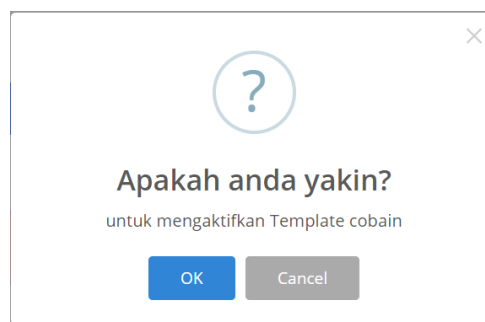 ?
Apakah anda yakin?
untuk mengaktifkan Template cobain
OK
Cancel